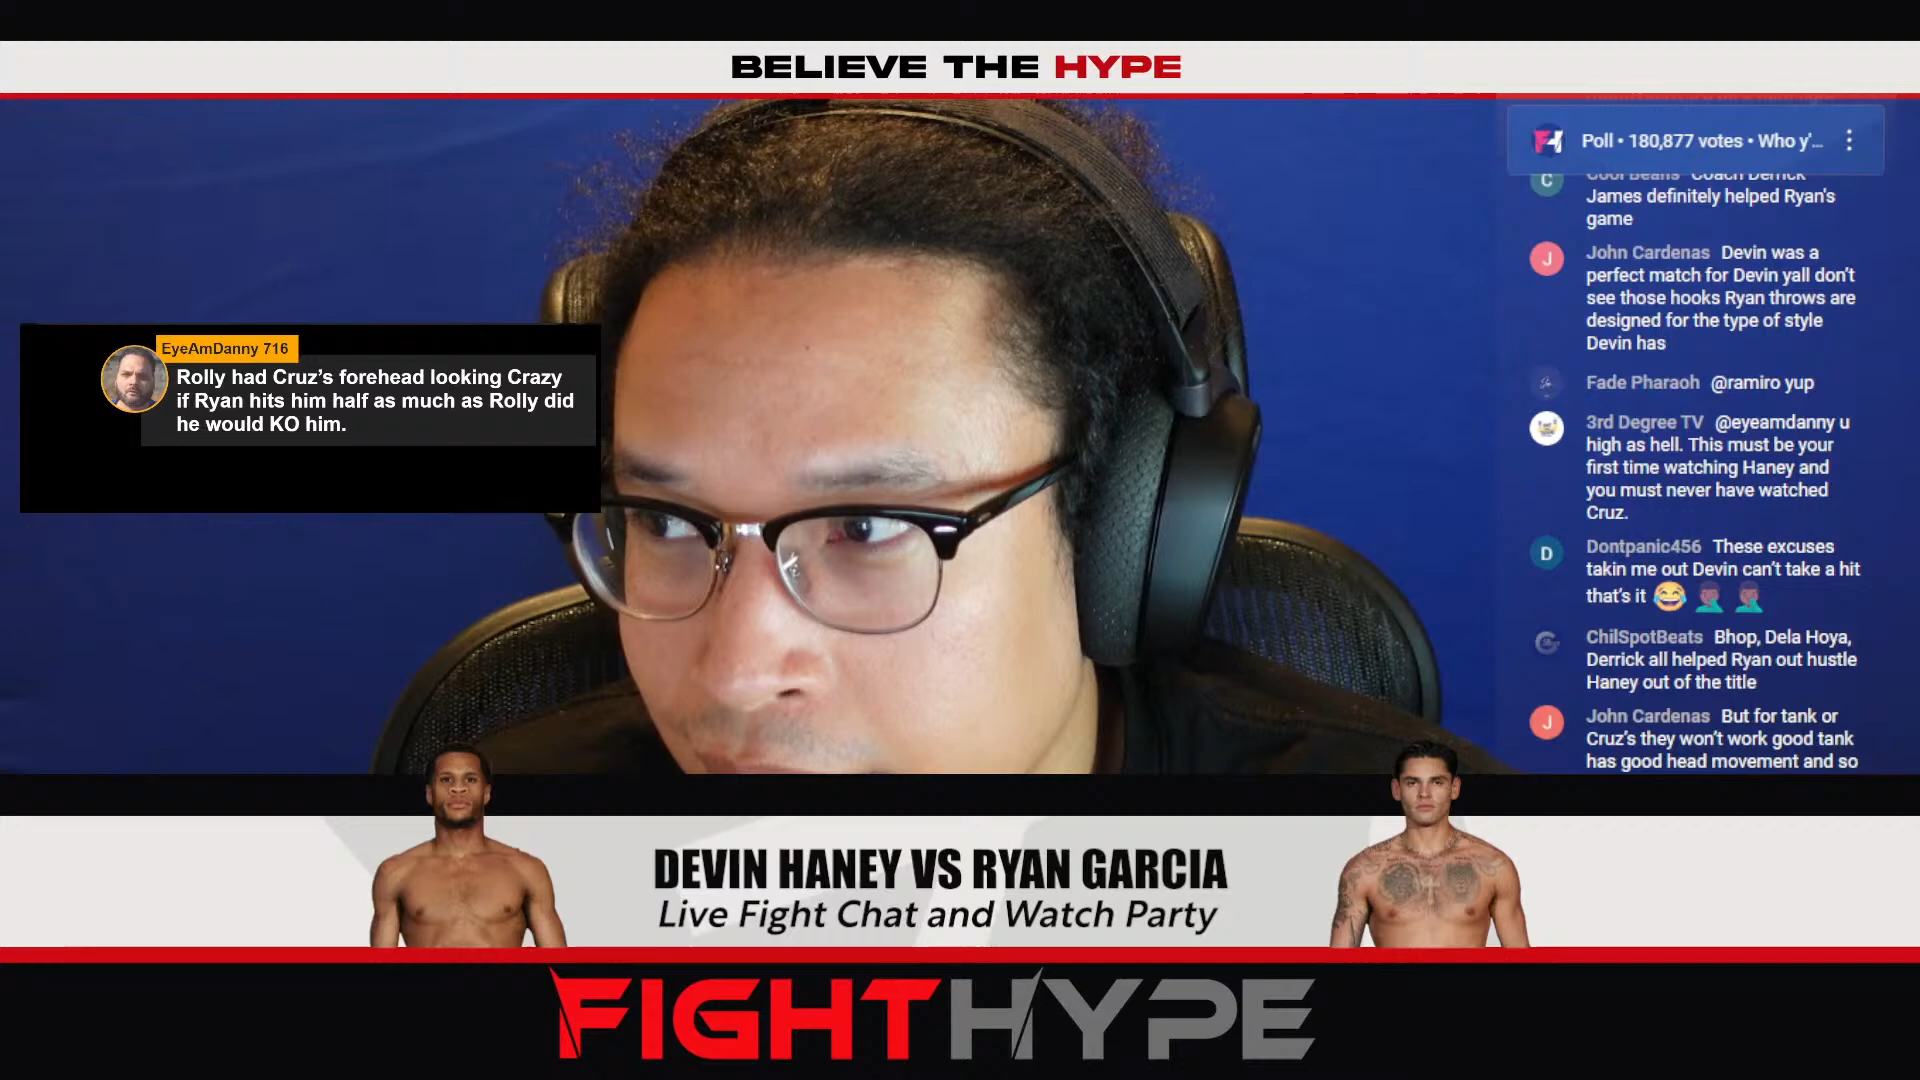 BELIEVE THE HYPE
Poll • 180,877 votes • Who y'...
Cool Beans Coach Derrick
James definitely helped Ryan's
game
John Cardenas Devin was a
perfect match for Devin yall don't
see those hooks Ryan throws are
designed for the type of style
Devin has
Fade Pharaoh @ramiro yup
3rd Degree TV @eyeamdanny u
high as hell. This must be your
first time watching Haney and
you must never have watched
Cruz.
Dontpanic456 These excuses
takin me out Devin can't take a hit
that's it
ChilSpotBeats Bhop, Dela Hoya,
Derrick all helped Ryan out hustle
Haney out of the title
John Cardenas But for tank or
Cruz's they won't work good tank
has good head movement and so
EyeAmDanny 716
Rolly had Cruz's forehead looking Crazy
if Ryan hits him half as much as Rolly did
he would KO him.
DEVIN HANEY VS RYAN GARCIA
Live Fight Chat and Watch Party
FIGHTHYPE